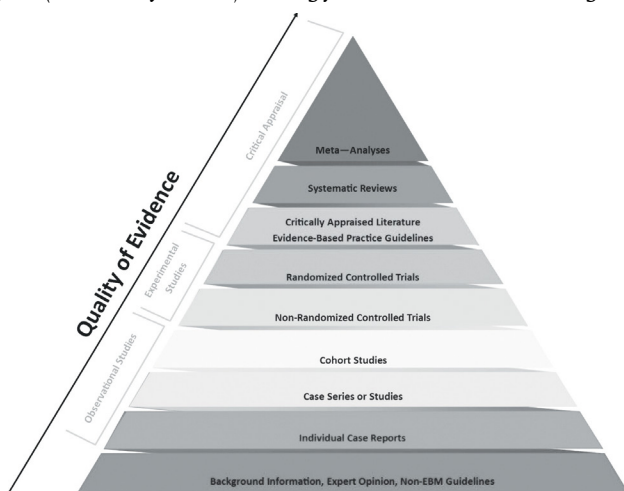 Critical Appraisal
Meta—Analyses
Systematic Reviews
Critically Appraised Literature
Evidence-Based Practice Guidelines
Quality of Evidence
Experimental
Studies
Randomized Controlled Trials
Non-Randomized Controlled Trials
Observational Studies
Cohort Studies
Case Series or Studies
Individual Case Reports
Background Information, Expert Opinion, Non-EBM Guidelines